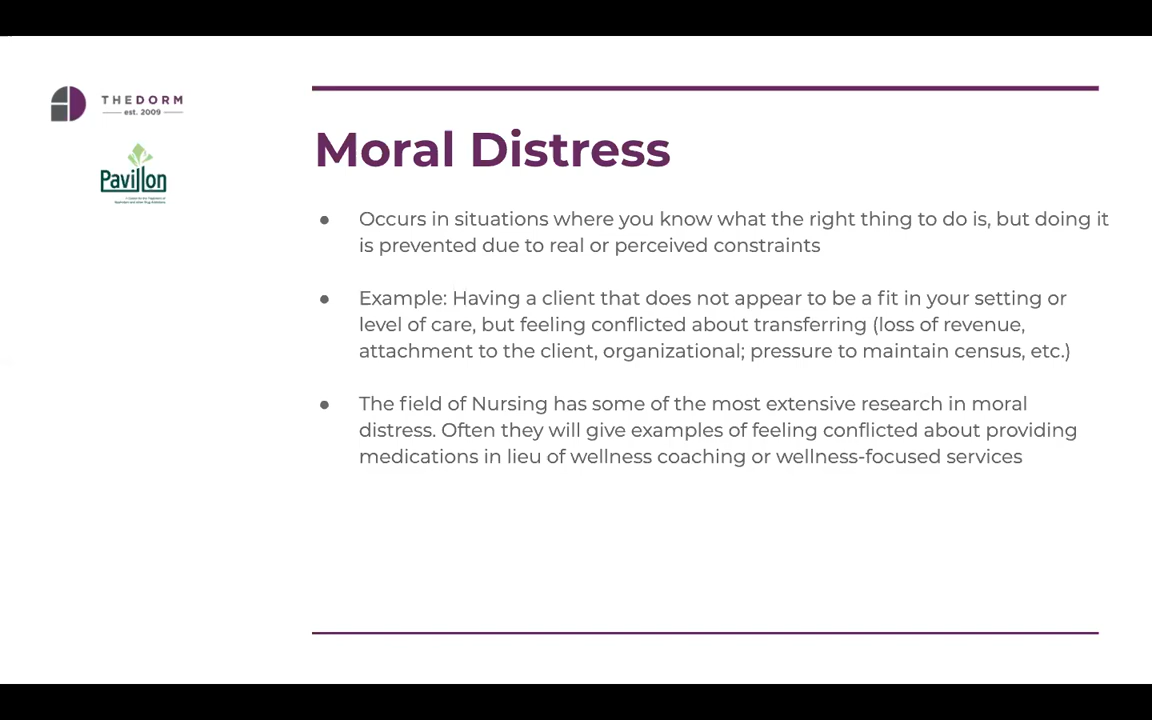 THEDORM
est. 2009
Pavillon
Moral Distress
● Occurs in situations where you know what the right thing to do is, but doing it
is prevented due to real or perceived constraints
● Example: Having a client that does not appear to be a fit in your setting or
level of care, but feeling conflicted about transferring (loss of revenue,
attachment to the client, organizational; pressure to maintain census, etc.)
● The field of Nursing has some of the most extensive research in moral
distress. Often they will give examples of feeling conflicted about providing
medications in lieu of wellness coaching or wellness-focused services